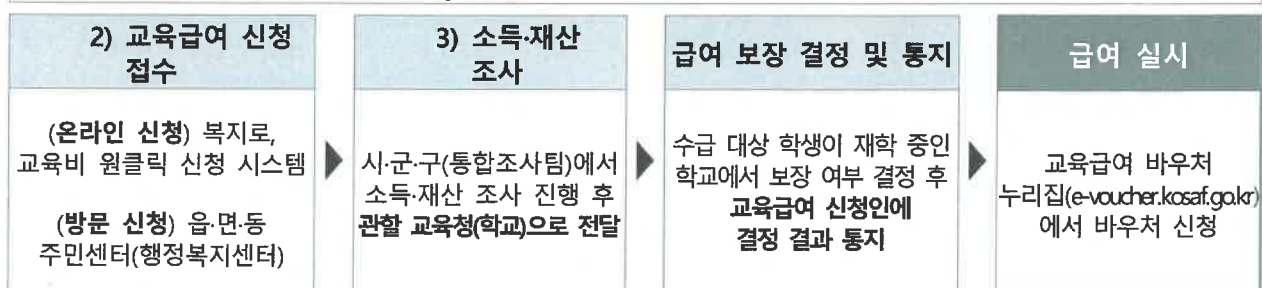 2) 교육급여 신청
접수
(온라인 신청) 복지로,
교육비 원클릭 신청 시스템
(방문 신청) 읍·면·동
주민센터(행정복지센터)
3) 소득·재산
조사
시·군·구(통합조사팀)에서
소득·재산 조사 진행 후
관할 교육청(학교)으로 전달
급여 보장 결정 및 통지
수급 대상 학생이 재학 중인
학교에서 보장 여부 결정 후
교육급여 신청인에
결정 결과 통지
급여 실시
교육급여 바우처
누리집(e-voucher.kosaf.go.kr)
에서 바우처 신청